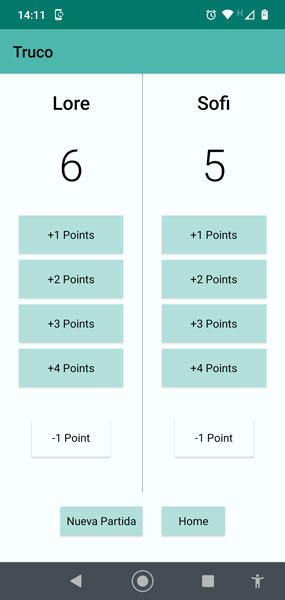 14:11
H
Truco
Lore Sofi
6 5
+1 Points +1 Points
+2 Points +2 Points
+3 Points +3 Points
+4 Points +4 Points
-1 Point -1 Point
Nueva Partida Home